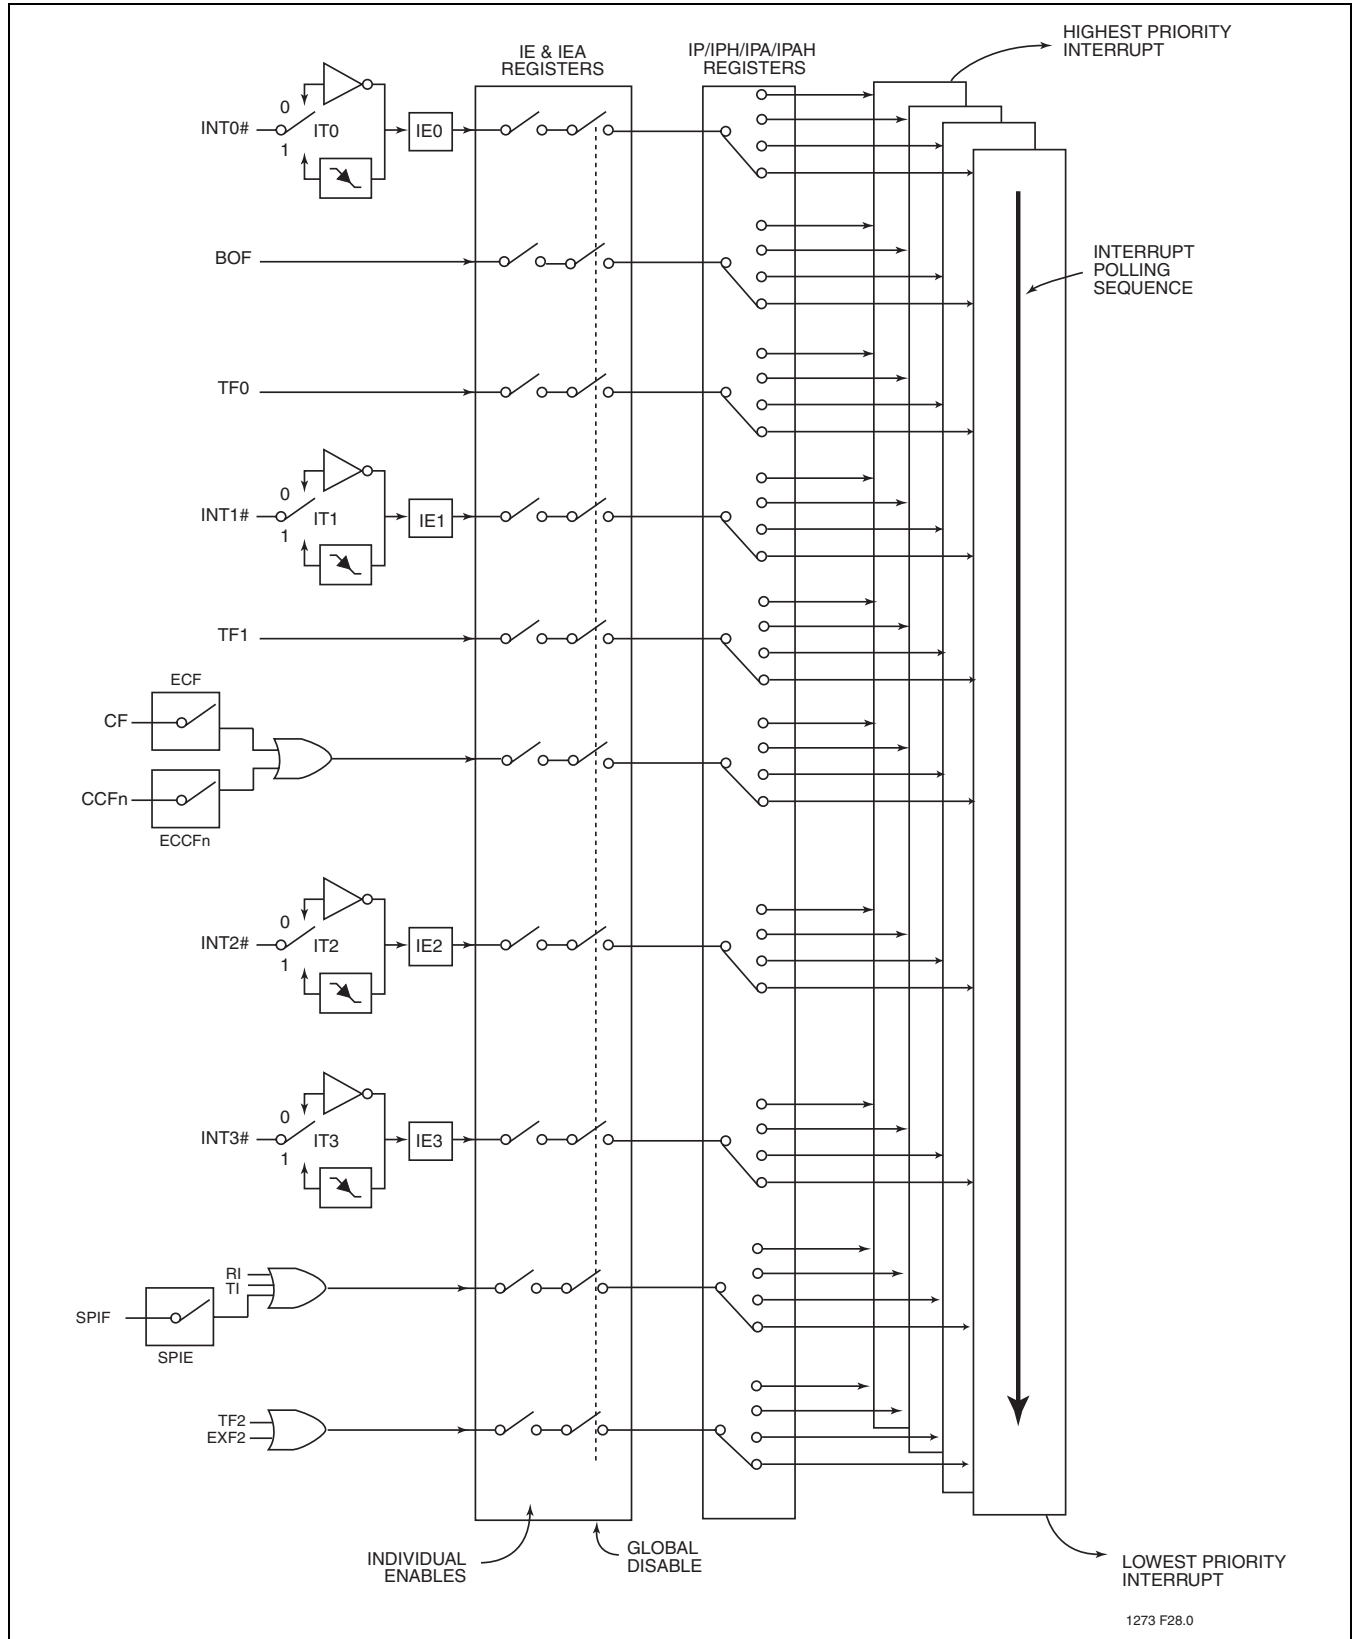 HIGHEST PRIORITY
INTERRUPT
IE & IEA
REGISTERS
IP/IPH/IPA/IPAH
REGISTERS
0
INT0#
IT0
IE0
1
BOF
INTERRUPT
POLLING
SEQUENCE
TF0
0
INT1#
IT1
IE1
1
TF1
ECF
CF
CCFn
ECCFn
0
INT2#
IT2
IE2
1
0
INT3#
IT3
IE3
1
RI
TI
SPIF
SPIE
TF2
EXF2
INDIVIDUAL
ENABLES
GLOBAL
DISABLE
LOWEST PRIORITY
INTERRUPT
1273 F28.0